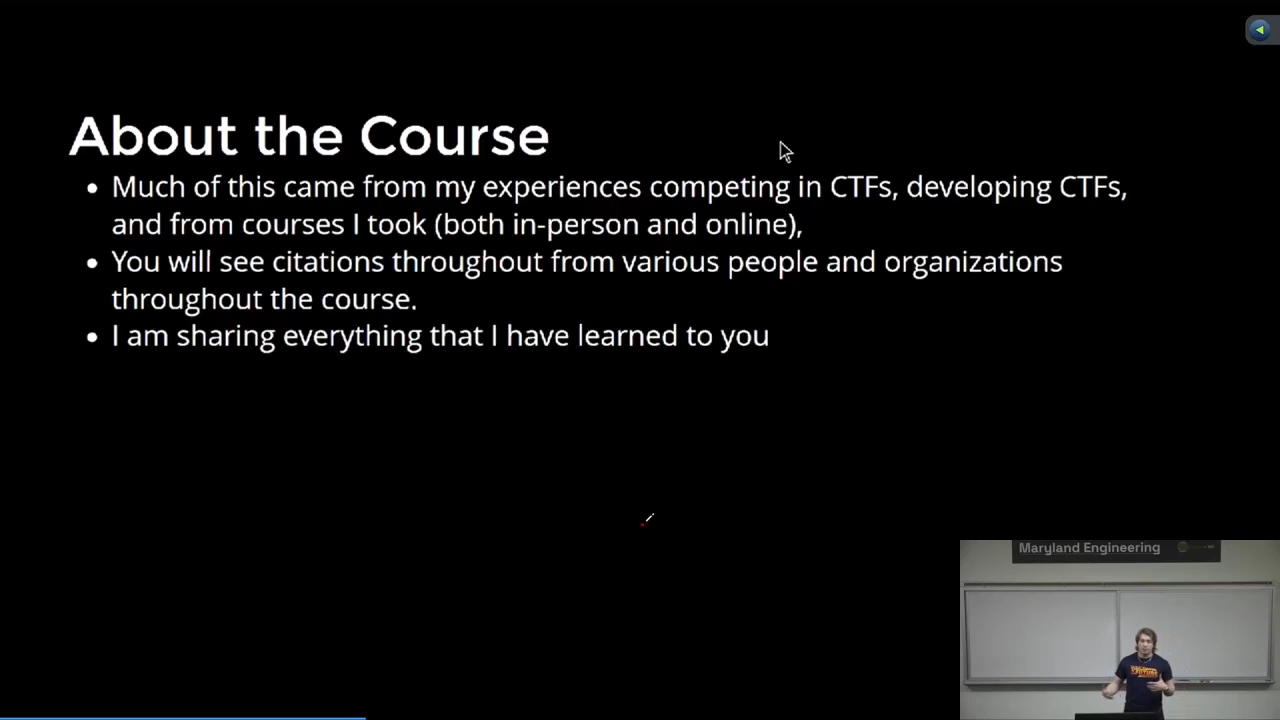 About the Course
Much of this came from my experiences competing in CTFs, developing CTFs,
and from courses I took (both in-person and online),
You will see citations throughout from various people and organizations
throughout the course.
I am sharing everything that I have learned to you
Maryland Engineering